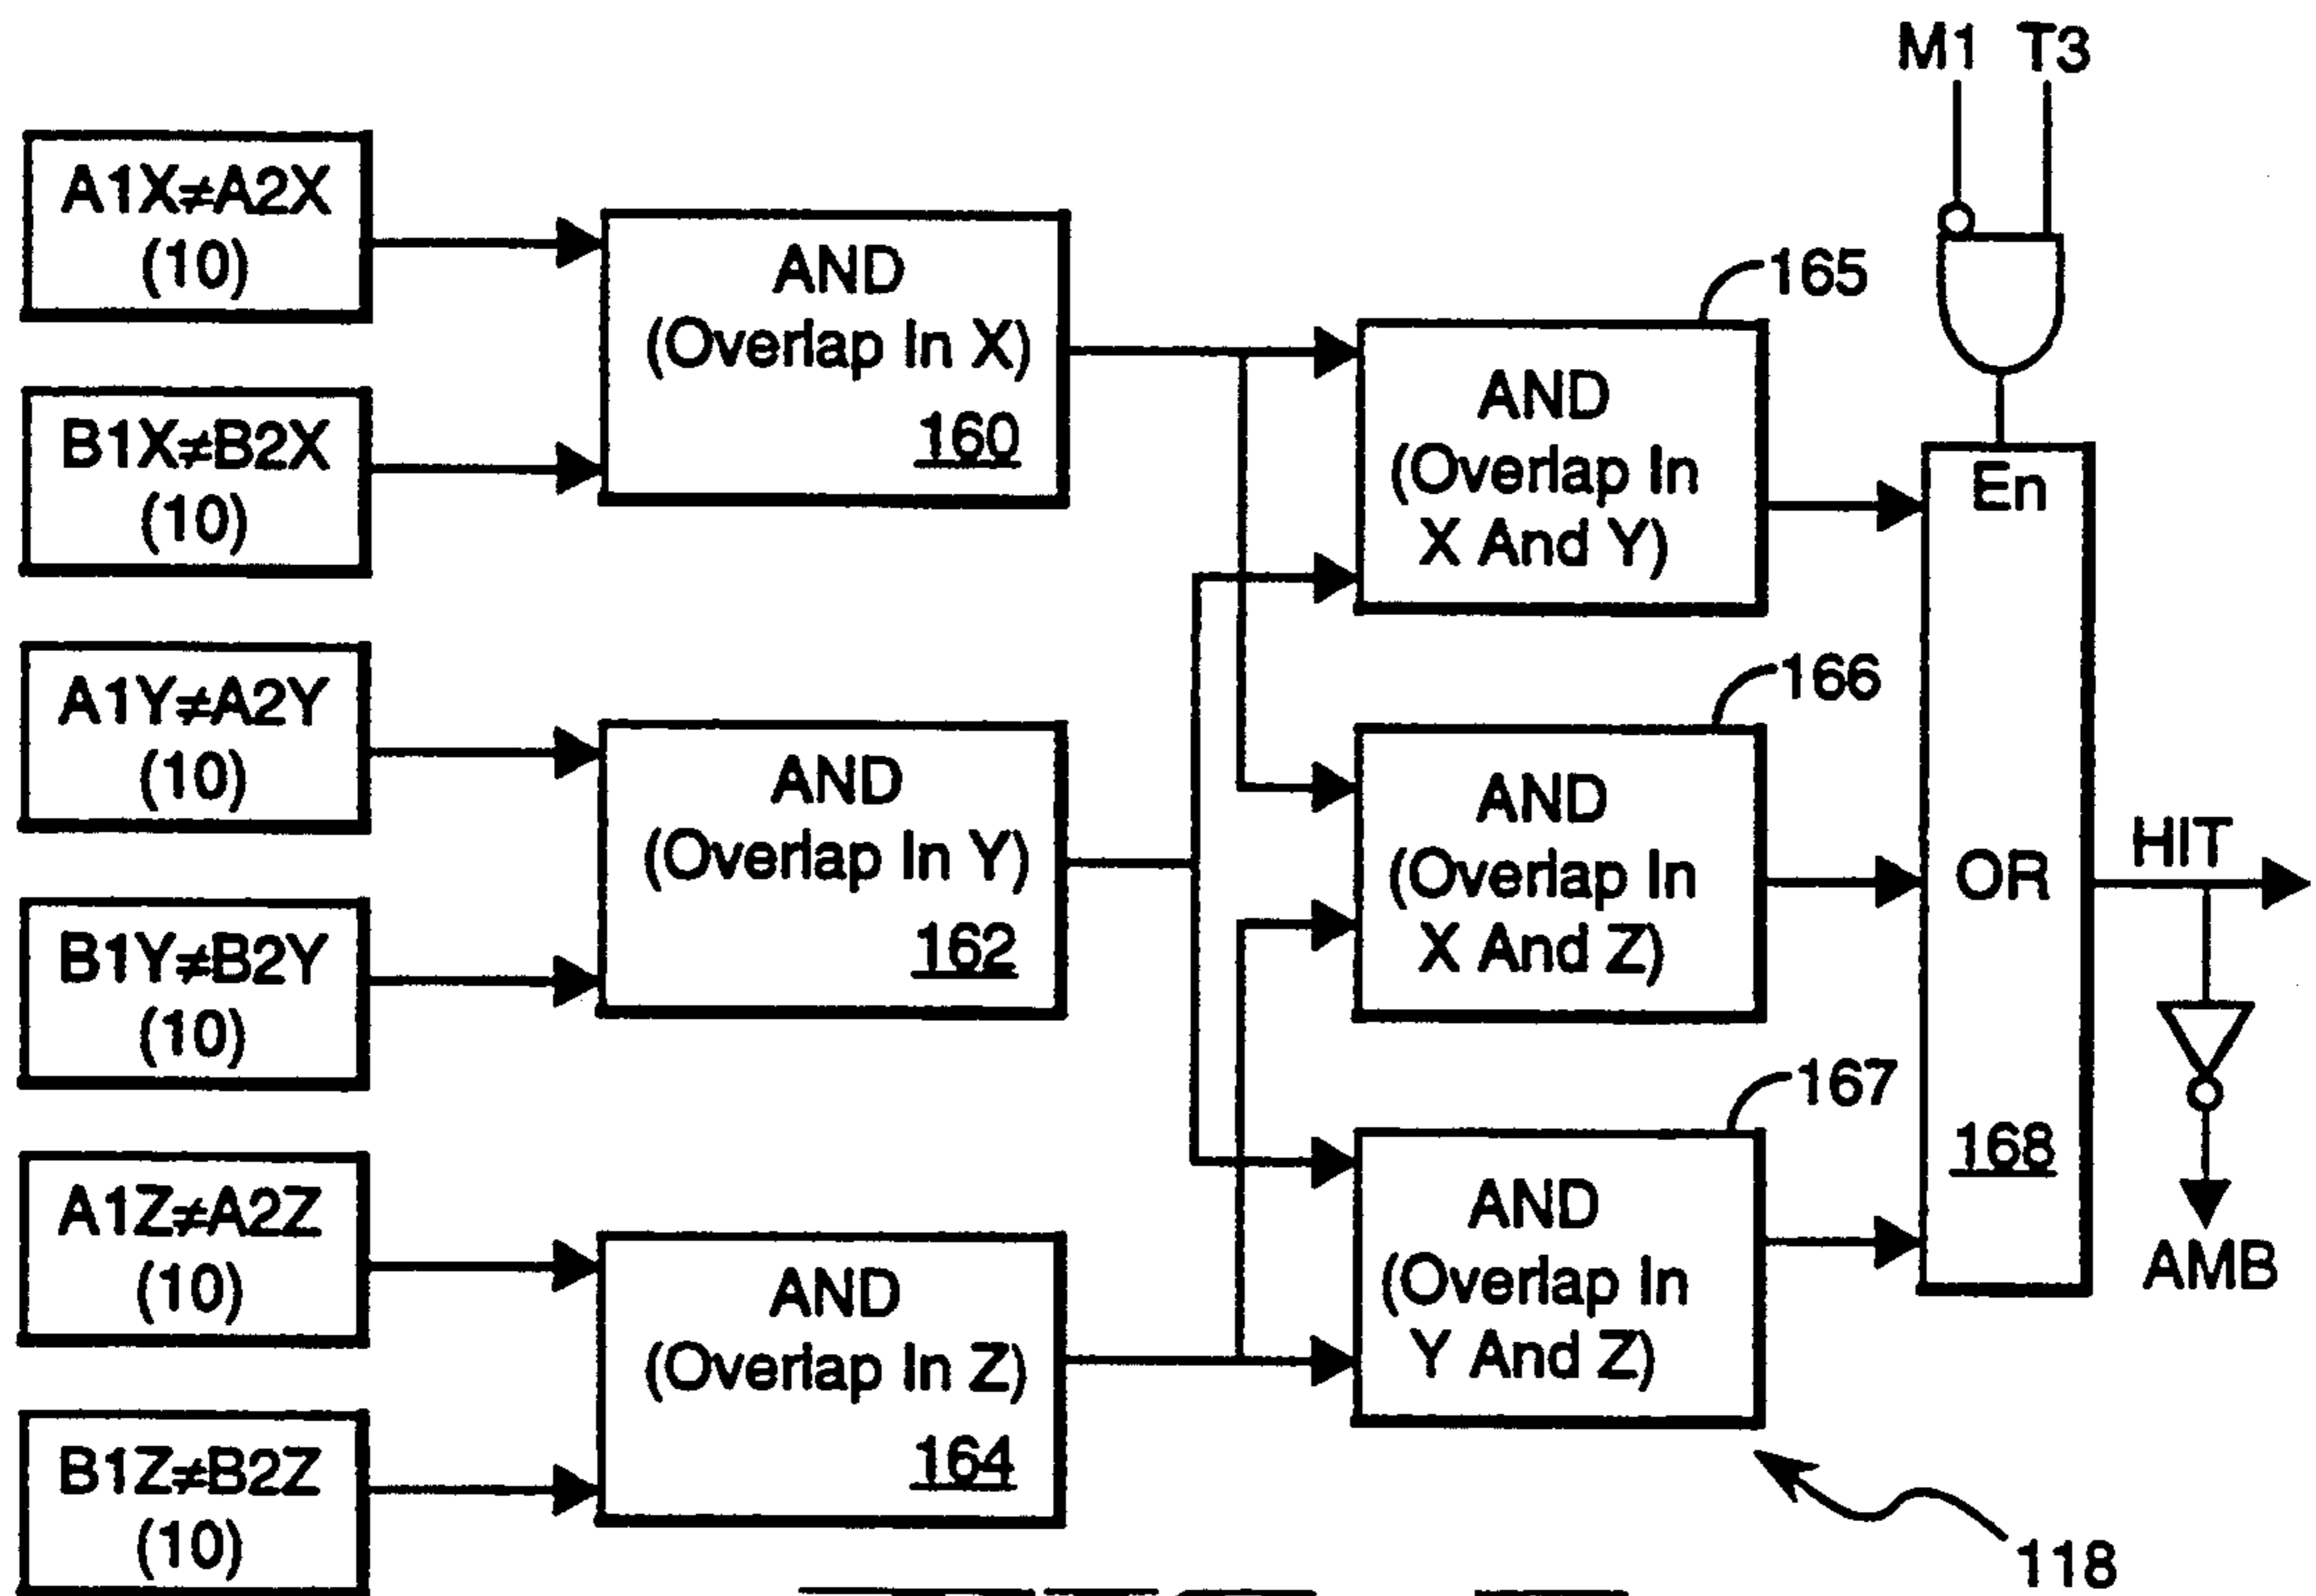 M1 T3
A1X≠A2X
(10)
B1X≠B2X
(10)
A1Y≠A2Y
(10)
B1Y≠B2Y
(10)
A1Z≠A2Z
(10)
B1Z≠B2Z
(10)
AND
(Overlap In X)
160
AND
(Overlap In Y)
162
AND
(Overlap In Z)
164
165
AND
(Overlap In
X And Y)
166
AND
(Overlap In
X And Z)
167
AND
(Overlap In
Y And Z)
En
OR
168
HIT
AMB
118